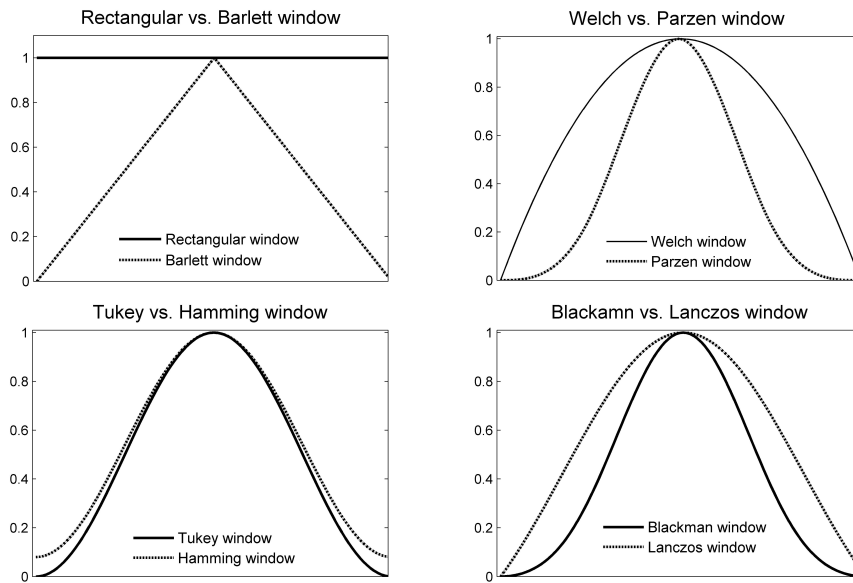 Rectangular vs. Barlett window
1
0.8
0.6
0.4
0.2
0
Rectangular window
Barlett window
Welch vs. Parzen window
1
0.8
0.6
0.4
0.2
0
Welch window
Parzen window
Tukey vs. Hamming window
1
0.8
0.6
0.4
0.2
0
Tukey window
Hamming window
Blackamn vs. Lanczos window
1
0.8
0.6
0.4
0.2
0
Blackman window
Lanczos window